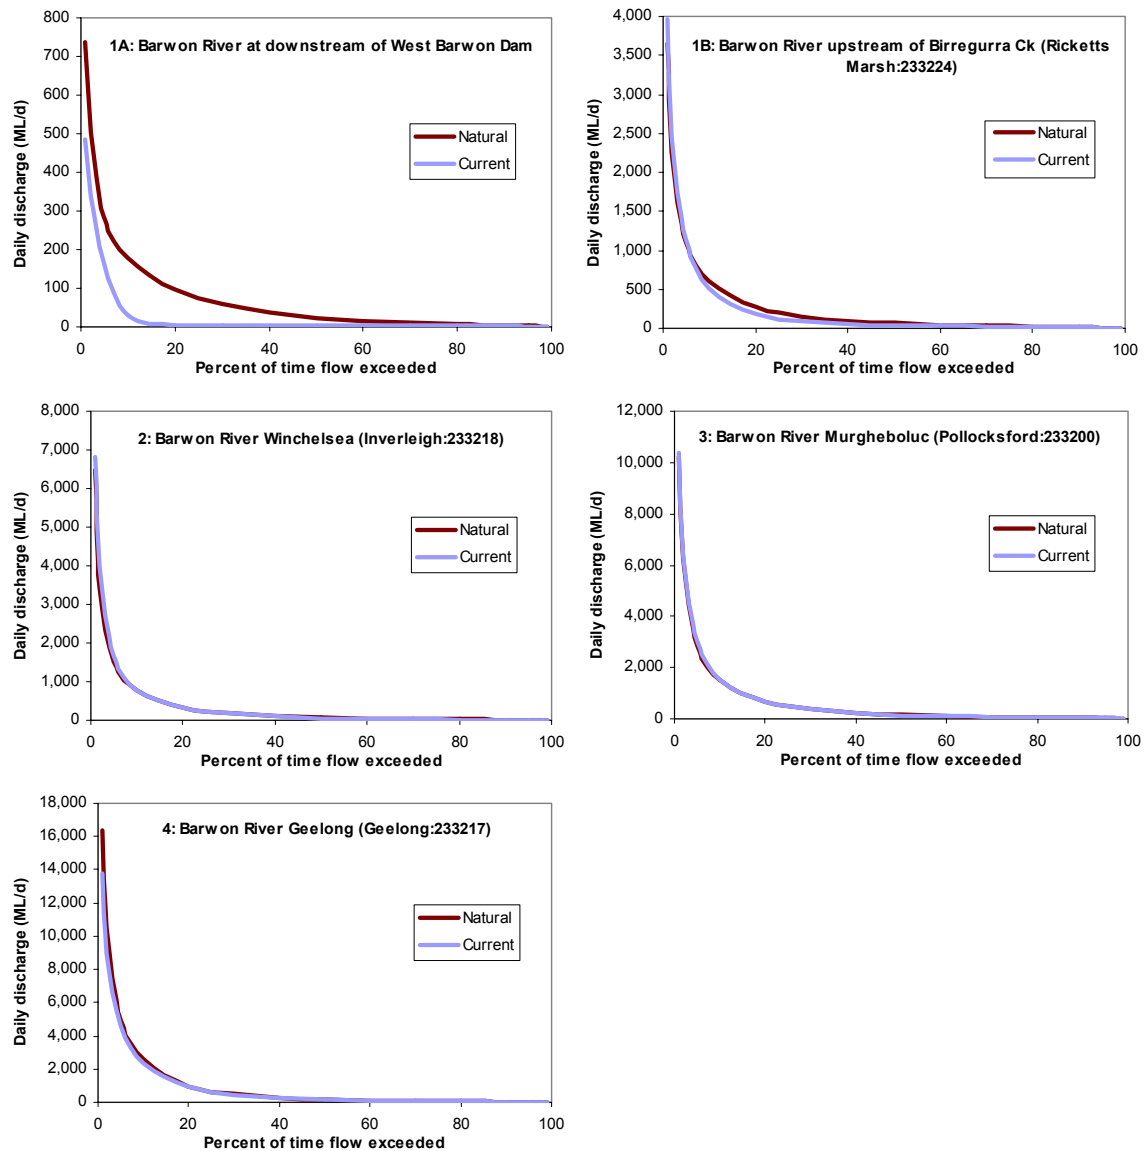 1A: Barwon River at downstream of West Barwon Dam
Daily discharge (ML/d)
800
700
600
500
400
300
200
100
0
Natural
Current
0 20 40 60 80 100
Percent of time flow exceeded
1B: Barwon River upstream of Birregurra Ck (Ricketts
Marsh:233224)
Daily discharge (ML/d)
4,000
3,500
3,000
2,500
2,000
1,500
1,000
500
0
Natural
Current
0 20 40 60 80 100
Percent of time flow exceeded
2: Barwon River Winchelsea (Inverleigh:233218)
Daily discharge (ML/d)
8,000
7,000
6,000
5,000
4,000
3,000
2,000
1,000
0
Natural
Current
0 20 40 60 80 100
Percent of time flow exceeded
3: Barwon River Murgheboluc (Pollocksford:233200)
Daily discharge (ML/d)
12,000
10,000
8,000
6,000
4,000
2,000
0
Natural
Current
0 20 40 60 80 100
Percent of time flow exceeded
4: Barwon River Geelong (Geelong:233217)
Daily discharge (ML/d)
18,000
16,000
14,000
12,000
10,000
8,000
6,000
4,000
2,000
0
Natural
Current
0 20 40 60 80 100
Percent of time flow exceeded